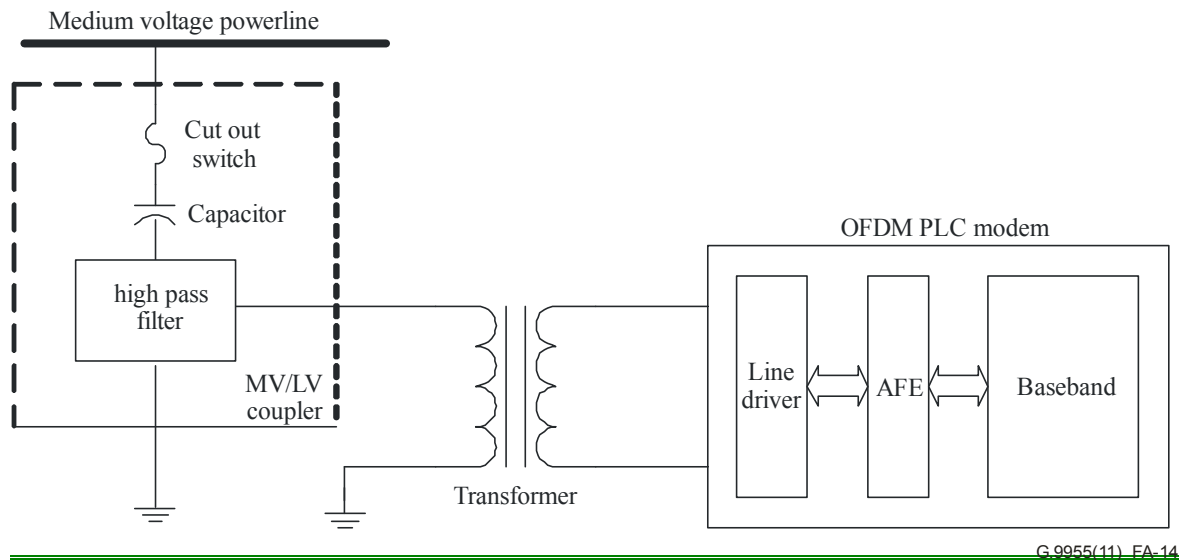 Medium voltage powerline
Cut out
switch
Capacitor
high pass
filter
MV/LV
coupler
Transformer
OFDM PLC modem
Line
driver
AFE
Baseband
G.9955(11)_FA-14